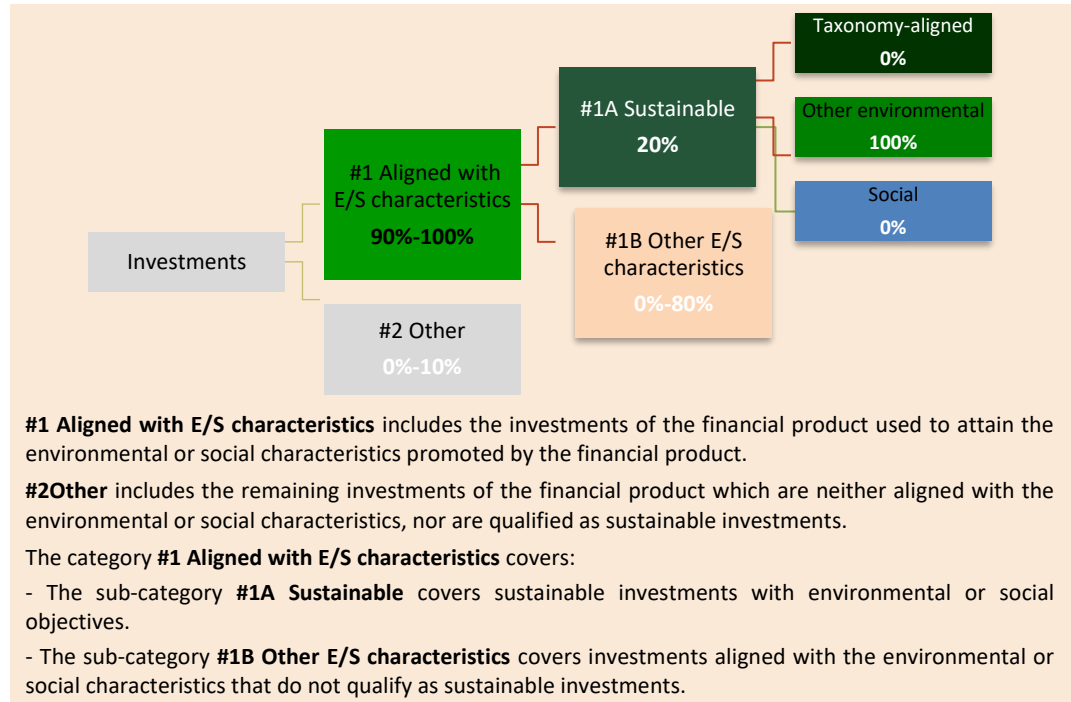 Taxonomy-aligned
0%
#1A Sustainable
20%
Other environmental
100%
#1 Aligned with
E/S characteristics
90%-100%
Social
0%
#1B Other E/S
characteristics
0%-80%
Investments
#2 Other
0%-10%
#1 Aligned with E/S characteristics includes the investments of the financial product used to attain the
environmental or social characteristics promoted by the financial product.
#2Other includes the remaining investments of the financial product which are neither aligned with the
environmental or social characteristics, nor are qualified as sustainable investments.
The category #1 Aligned with E/S characteristics covers:
- The sub-category #1A Sustainable covers sustainable investments with environmental or social
objectives.
- The sub-category #1B Other E/S characteristics covers investments aligned with the environmental or
social characteristics that do not qualify as sustainable investments.